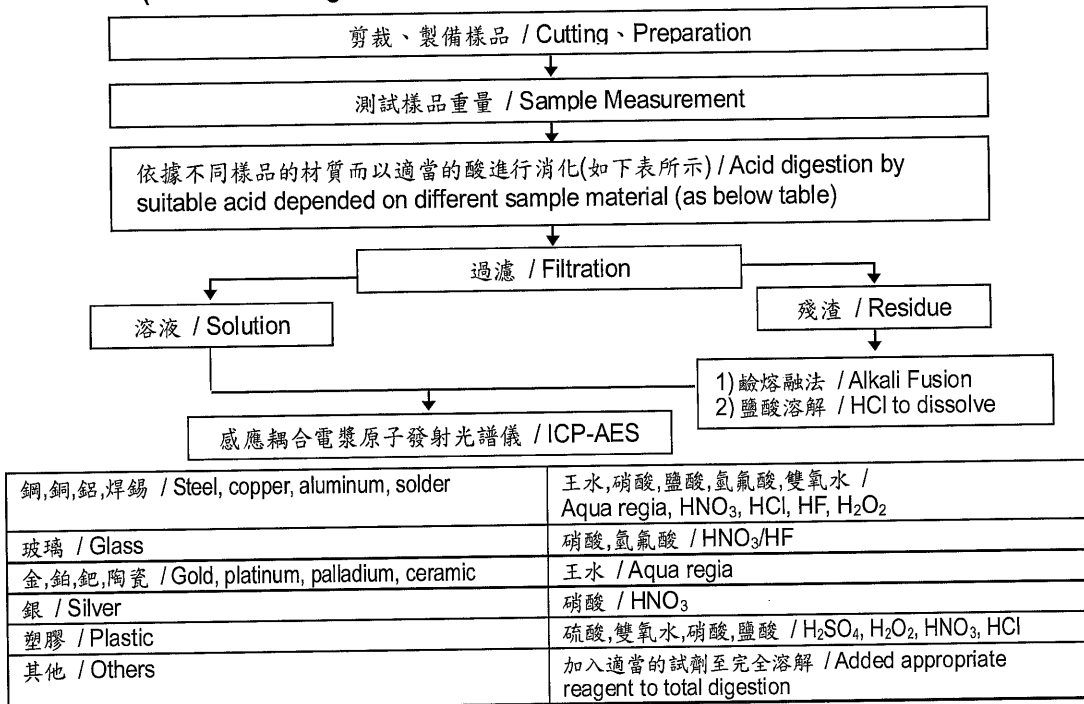 剪裁、製備樣品 / Cutting、Preparation
測試樣品重量 / Sample Measurement
依據不同樣品的材質而以適當的酸進行消化(如下表所示) / Acid digestion by
suitable acid depended on different sample material (as below table)
過濾 / Filtration
溶液 / Solution
殘渣 / Residue
1) 鹼熔融法 / Alkali Fusion
2) 鹽酸溶解 / HCl to dissolve
感應耦合電漿原子發射光譜儀 / ICP-AES
鋼,銅,鋁,焊錫 / Steel, copper, aluminum, solder
王水,硝酸,鹽酸,氫氟酸,雙氧水 /
Aqua regia, HNO₃, HCl, HF, H₂O₂
玻璃 / Glass
硝酸,氫氟酸 / HNO₃/HF
金,鉑,鈀,陶瓷 / Gold, platinum, palladium, ceramic
王水 / Aqua regia
銀 / Silver
硝酸 / HNO₃
塑膠 / Plastic
硫酸,雙氧水,硝酸,鹽酸 / H₂SO₄, H₂O₂, HNO₃, HCl
其他 / Others
加入適當的試劑至完全溶解 / Added appropriate
reagent to total digestion